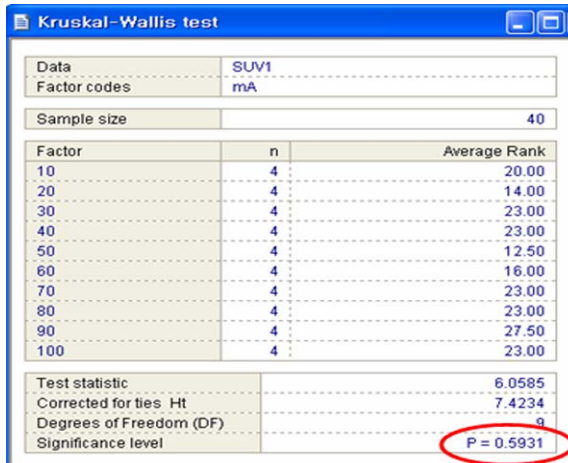 Kruskal-Wallis test
Data SUV1
Factor codes mA
Sample size 40
Factor n Average Rank
10 4 20.00
20 4 14.00
30 4 23.00
40 4 23.00
50 4 12.50
60 4 16.00
70 4 23.00
80 4 23.00
90 4 27.50
100 4 23.00
Test statistic 6.0585
Corrected for ties Ht 7.4234
Degrees of Freedom (DF) 9
Significance level P = 0.5931